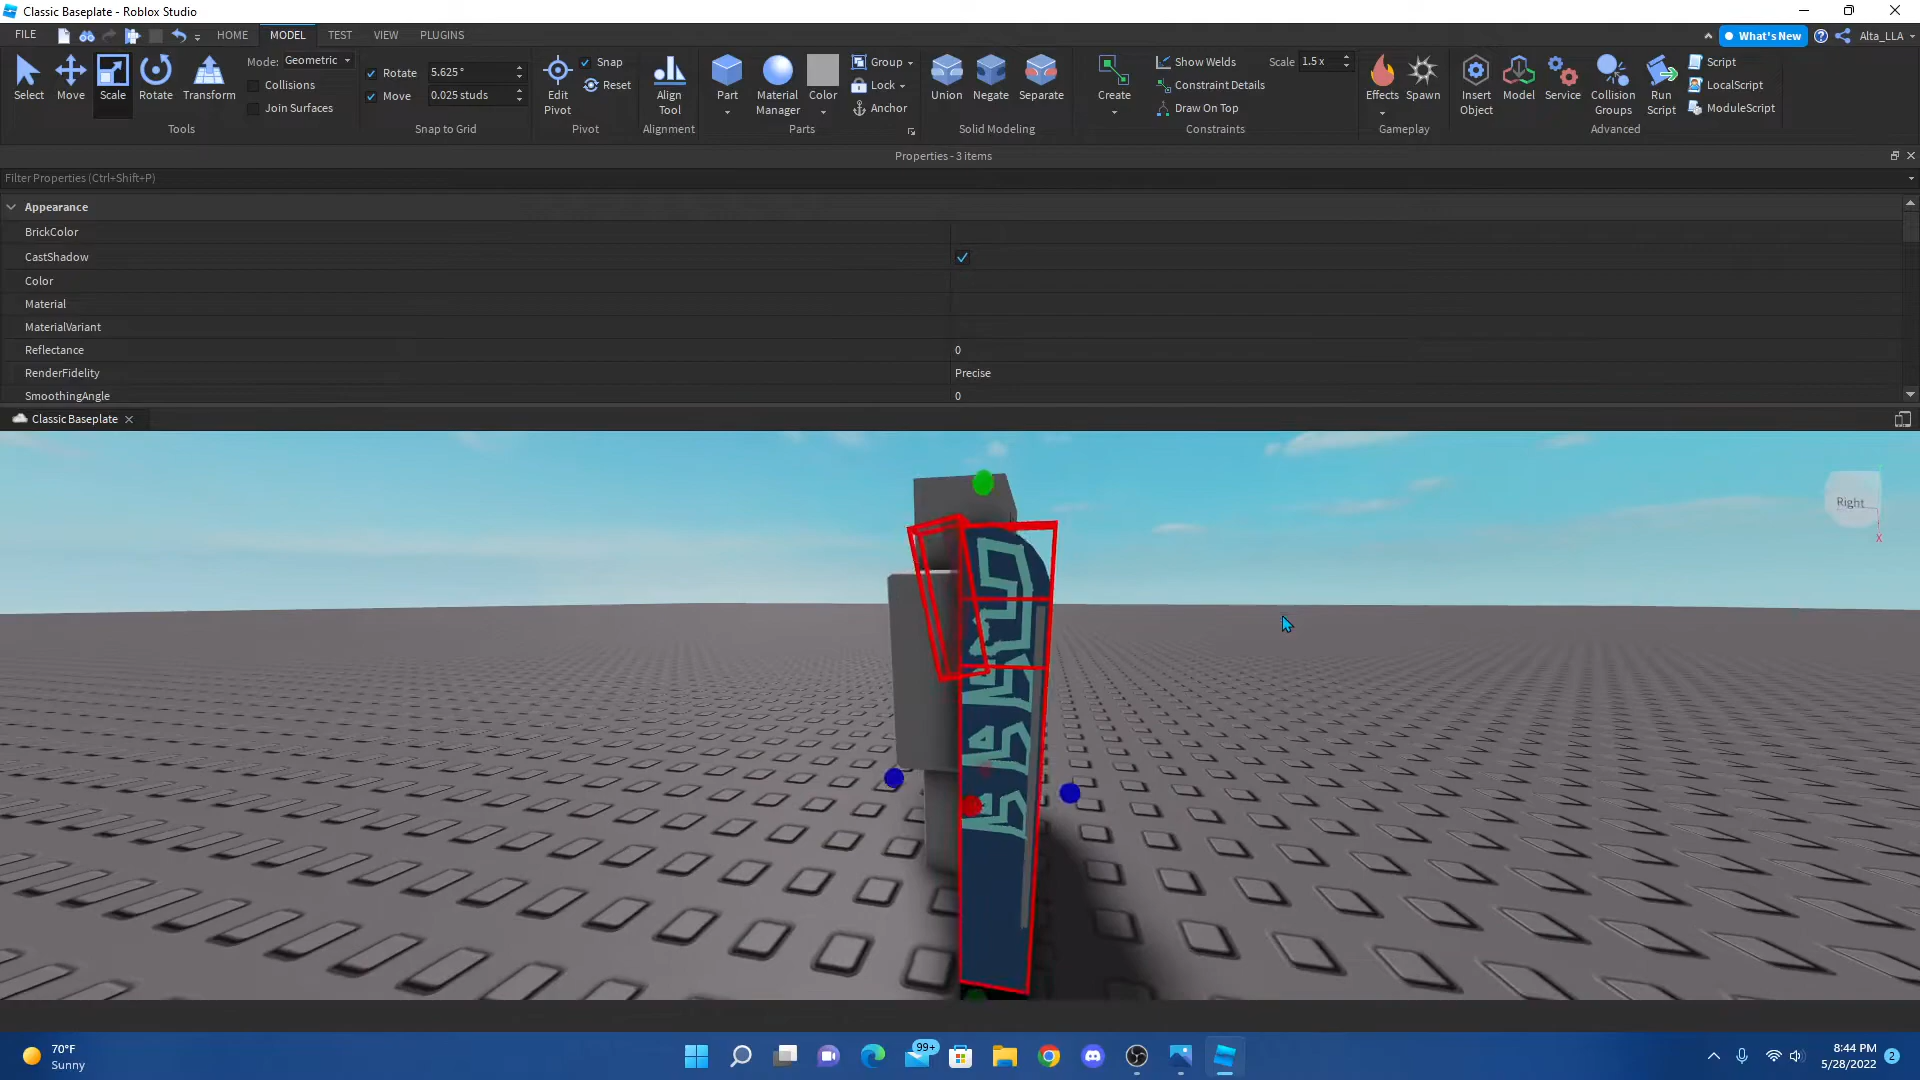 Classic Baseplate - Roblox Studio
FILE HOME MODEL TEST VIEW PLUGINS What's New Alta_LLA
Select Move Scale Rotate Transform
Mode: Geometric
Collisions
Join Surfaces
Tools
Rotate 5.625 °
Move 0.025 studs
Snap to Grid
Edit Pivot
Snap
Reset
Pivot
Align Tool
Alignment
Part
Material Manager
Color
Group
Lock
Anchor
Parts
Union Negate Separate
Solid Modeling
Create
Show Welds
Scale 1.5 x
Constraint Details
Draw On Top
Constraints
Effects Spawn
Gameplay
Insert Object
Model
Service
Collision Groups
Run Script
Script
LocalScript
ModuleScript
Advanced
Properties - 3 items
Filter Properties (Ctrl+Shift+P)
Appearance
BrickColor
CastShadow
Color
Material
MaterialVariant
Reflectance 0
RenderFidelity Precise
SmoothingAngle 0
Classic Baseplate
Right
X
70°F
Sunny
99+
8:44 PM
5/28/2022
2